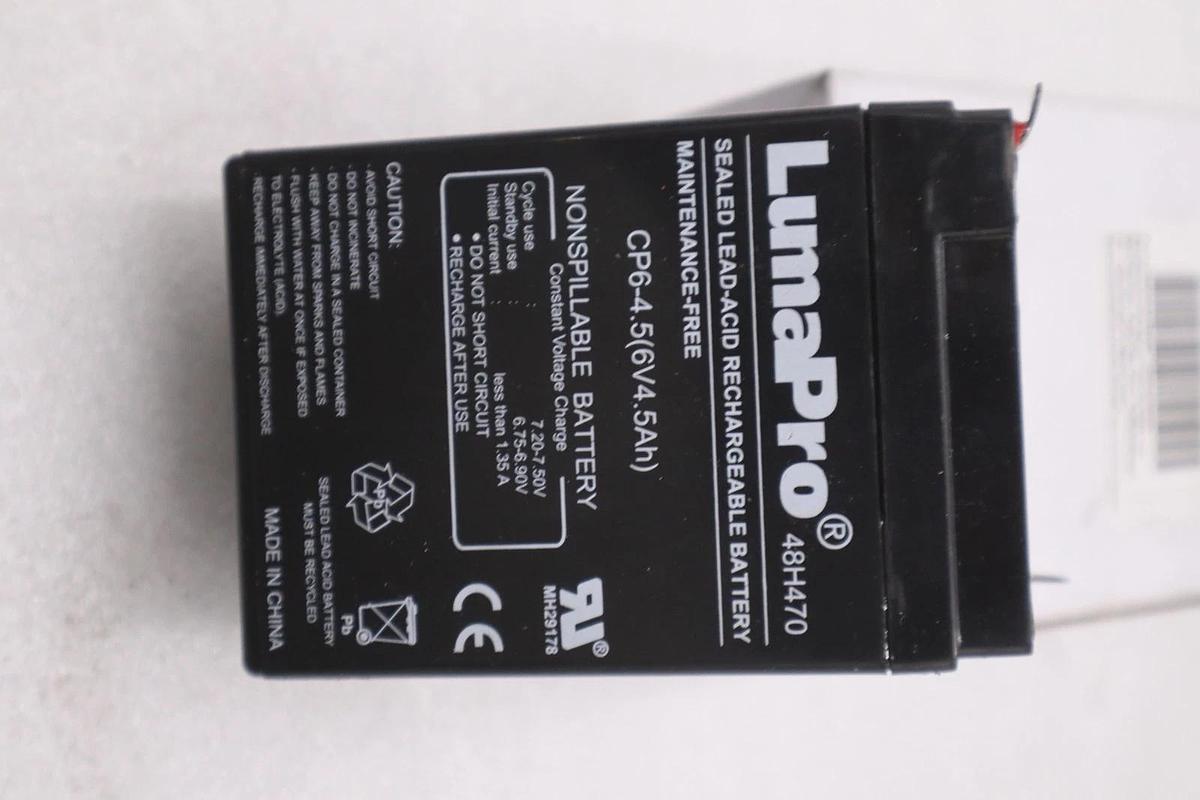 LumaPro® 48H470
SEALED LEAD-ACID RECHARGEABLE BATTERY
MAINTENANCE-FREE
CP6-4.5(6V4.5Ah)
NONSPILLABLE BATTERY
Constant Voltage Charge
Cycle use : 7.20-7.50V
Standby use : 6.75-6.90V
Initial current : less than 1.35 A
• DO NOT SHORT CIRCUIT
• RECHARGE AFTER USE
RU®
MH29178
CE
CAUTION:
· AVOID SHORT CIRCUIT
· DO NOT INCINERATE
· DO NOT CHARGE IN A SEALED CONTAINER
· KEEP AWAY FROM SPARKS AND FLAMES
· FLUSH WITH WATER AT ONCE IF EXPOSED
TO ELECTROLYTE (ACID)
· RECHARGE IMMEDIATELY AFTER DISCHARGE
Pb
SEALED LEAD ACID BATTERY
MUST BE RECYCLED
Pb
MADE IN CHINA